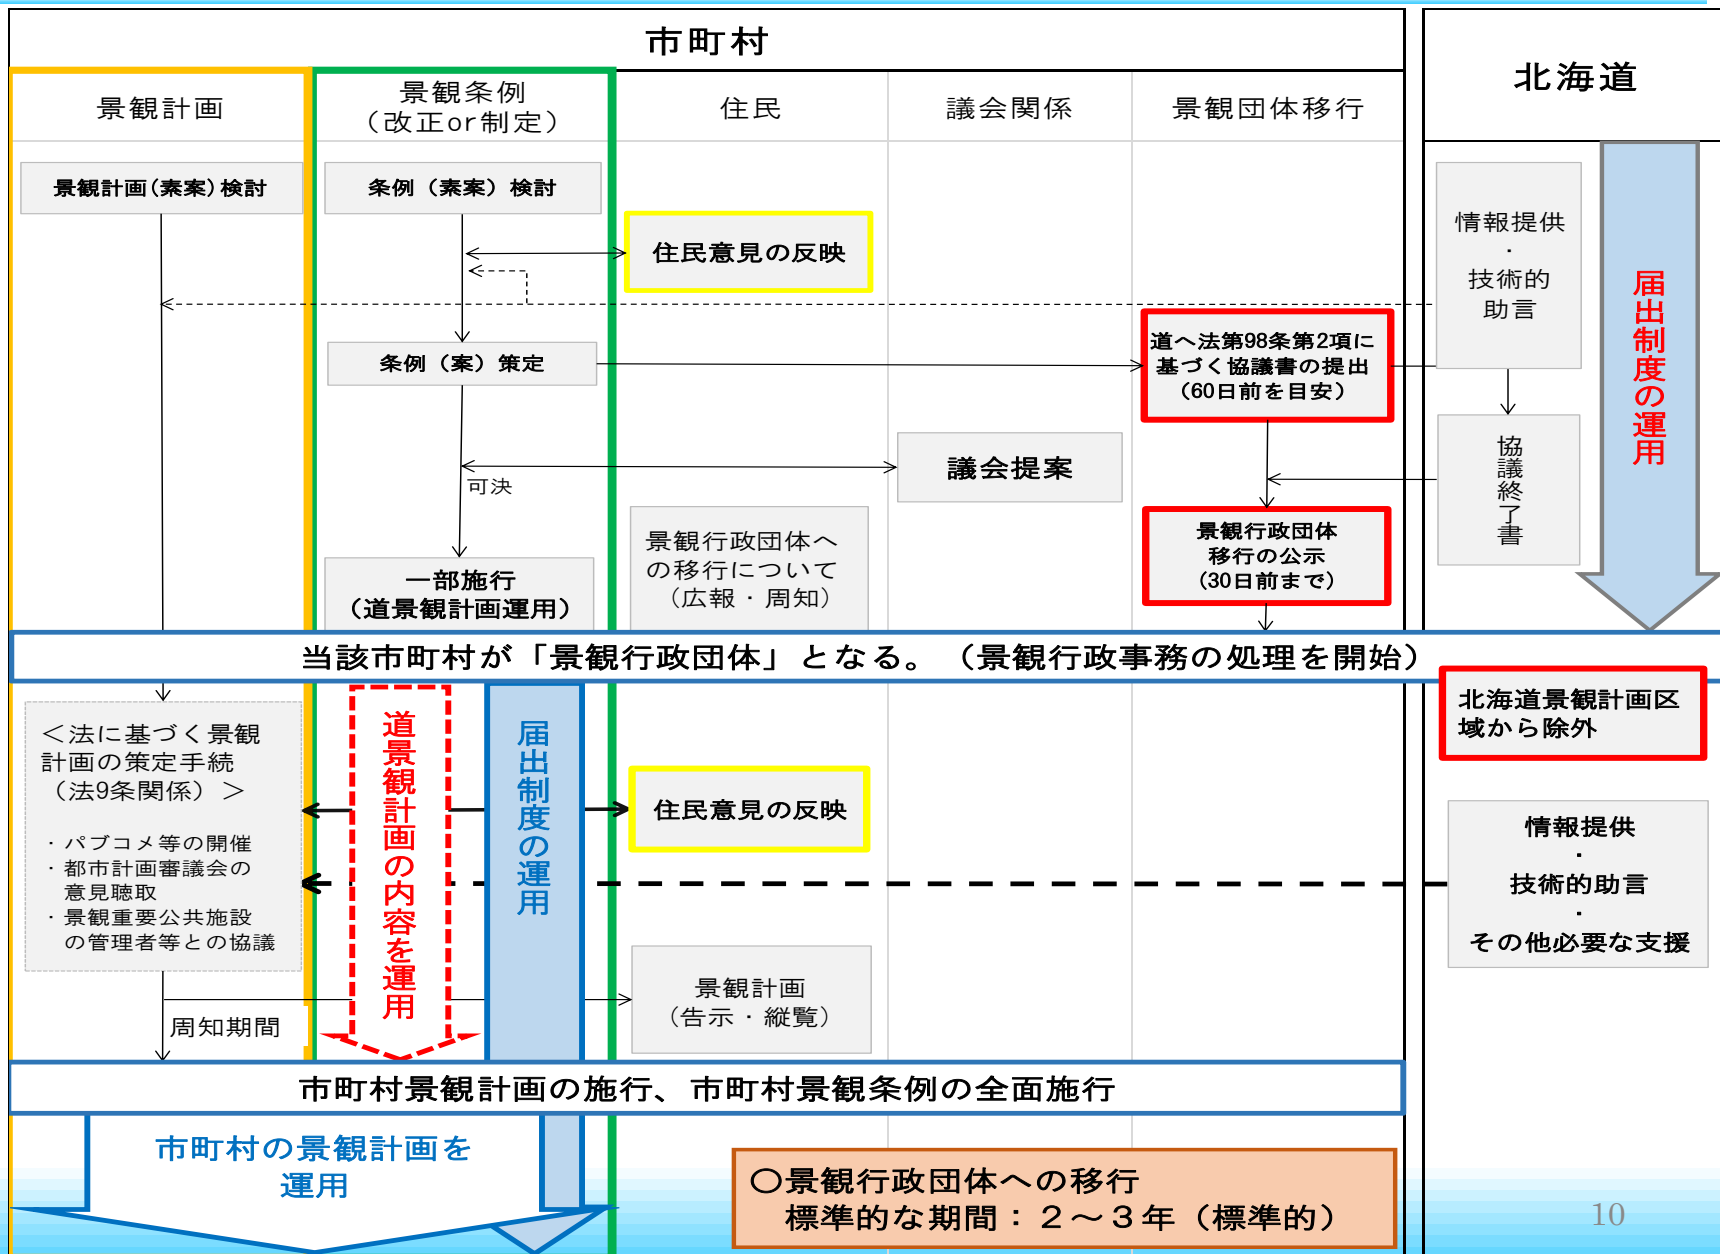 市町村
北海道
景観計画
景観条例
（改正or制定）
住民
議会関係
景観団体移行
景観計画(素案)検討
条例（素案）検討
住民意見の反映
情報提供
・
技術的
助言
届出制度の運用
条例（案）策定
道へ法第98条第2項に
基づく協議書の提出
（60日前を目安）
議会提案
可決
協議終了書
景観行政団体へ
の移行について
（広報・周知）
景観行政団体
移行の公示
（30日前まで）
一部施行
（道景観計画運用）
当該市町村が「景観行政団体」となる。（景観行政事務の処理を開始）
北海道景観計画区
域から除外
＜法に基づく景観
計画の策定手続
（法9条関係）＞
・パブコメ等の開催
・都市計画審議会の
意見聴取
・景観重要公共施設
の管理者等との協議
道景観計画の内容を運用
届出制度の運用
住民意見の反映
情報提供
・
技術的助言
・
その他必要な支援
景観計画
（告示・縦覧）
周知期間
市町村景観計画の施行、市町村景観条例の全面施行
市町村の景観計画を
運用
〇景観行政団体への移行
標準的な期間：２～３年（標準的）
10